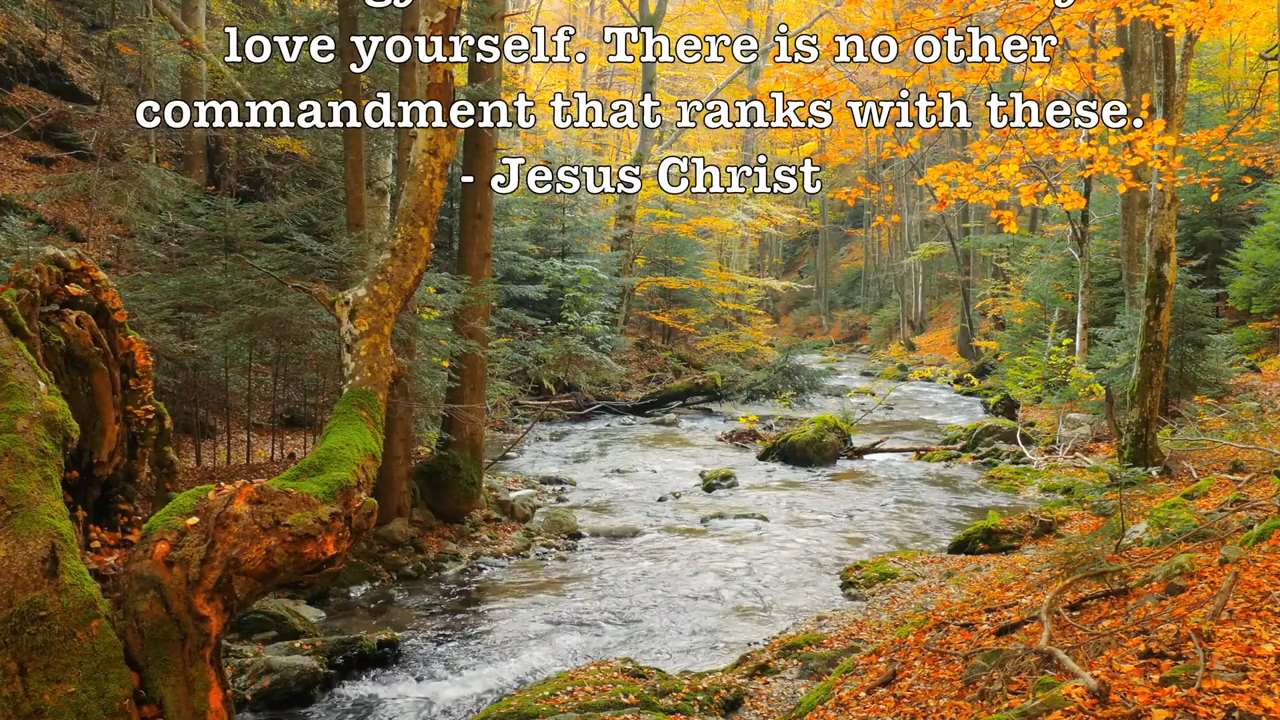 love yourself. There is no other
commandment that ranks with these.
- Jesus Christ